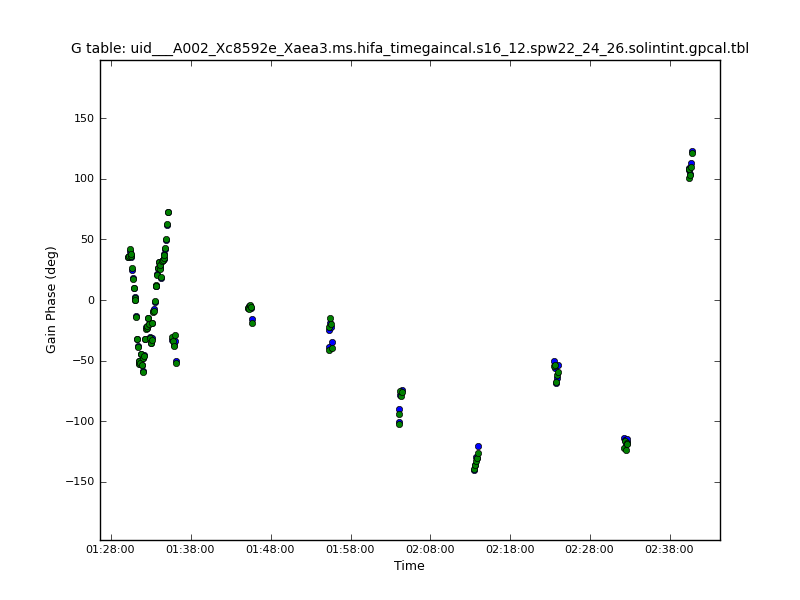 G table: uid___A002_Xc8592e_Xaea3.ms.hifa_timegaincal.s16_12.spw22_24_26.solintint.gpcal.tbl
150
100
50
0
−50
−100
−150
Gain Phase (deg)
01:28:00 01:38:00 01:48:00 01:58:00 02:08:00 02:18:00 02:28:00 02:38:00
Time